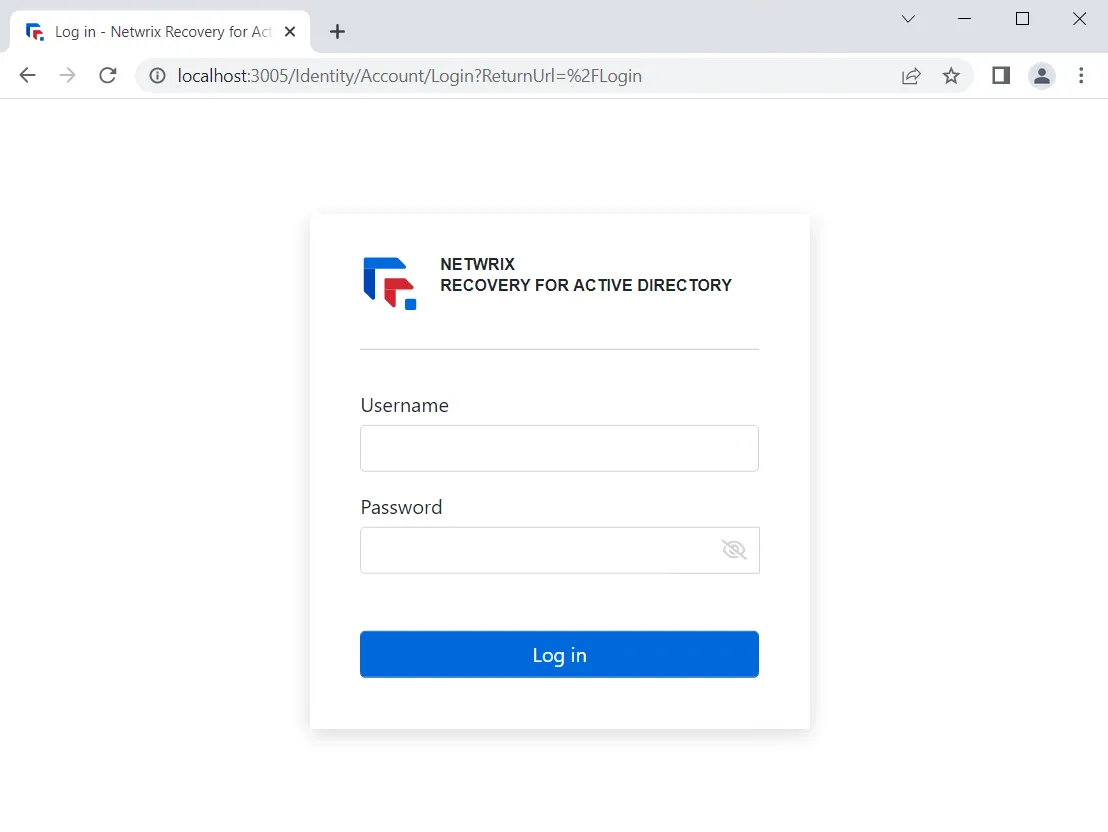 Log in - Netwrix Recovery for Act
localhost:3005/Identity/Account/Login?ReturnUrl=%2FLogin
NETWRIX
RECOVERY FOR ACTIVE DIRECTORY
Username
Password
Log in